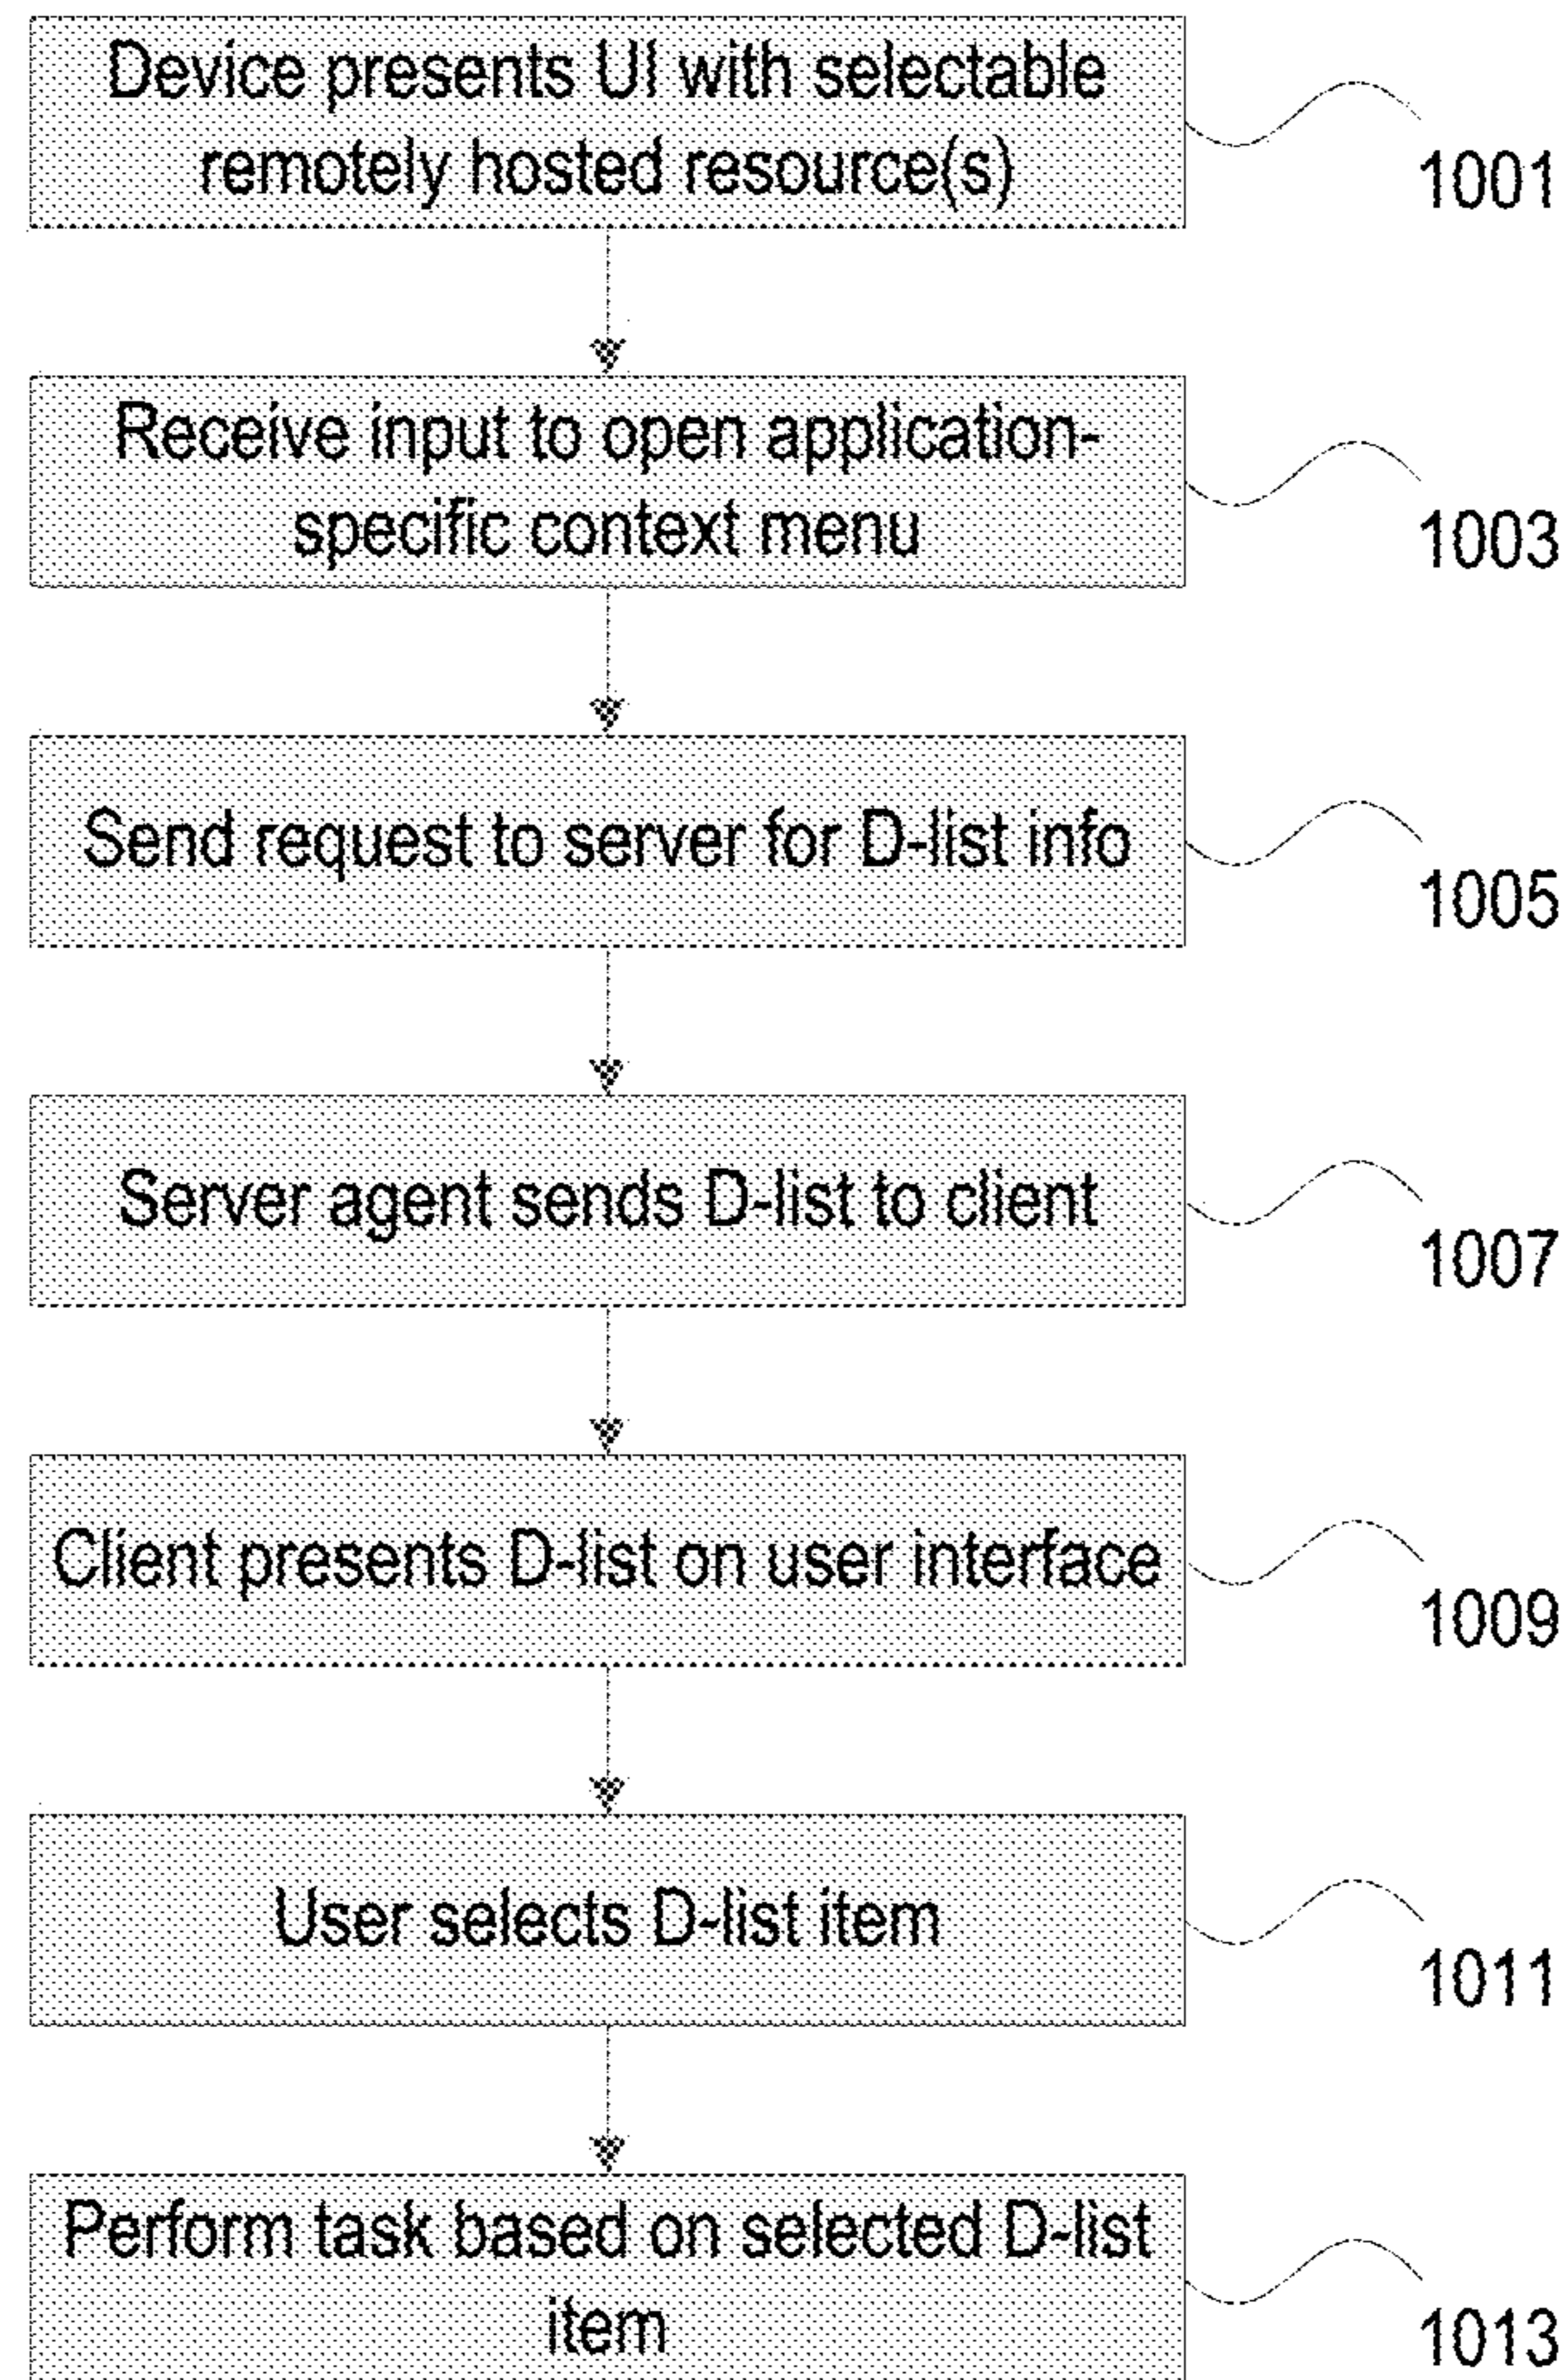 Device presents UI with selectable
remotely hosted resource(s)
1001
Receive input to open application-
specific context menu
1003
Send request to server for D-list info
1005
Server agent sends D-list to client
1007
Client presents D-list on user interface
1009
User selects D-list item
1011
Perform task based on selected D-list
item
1013